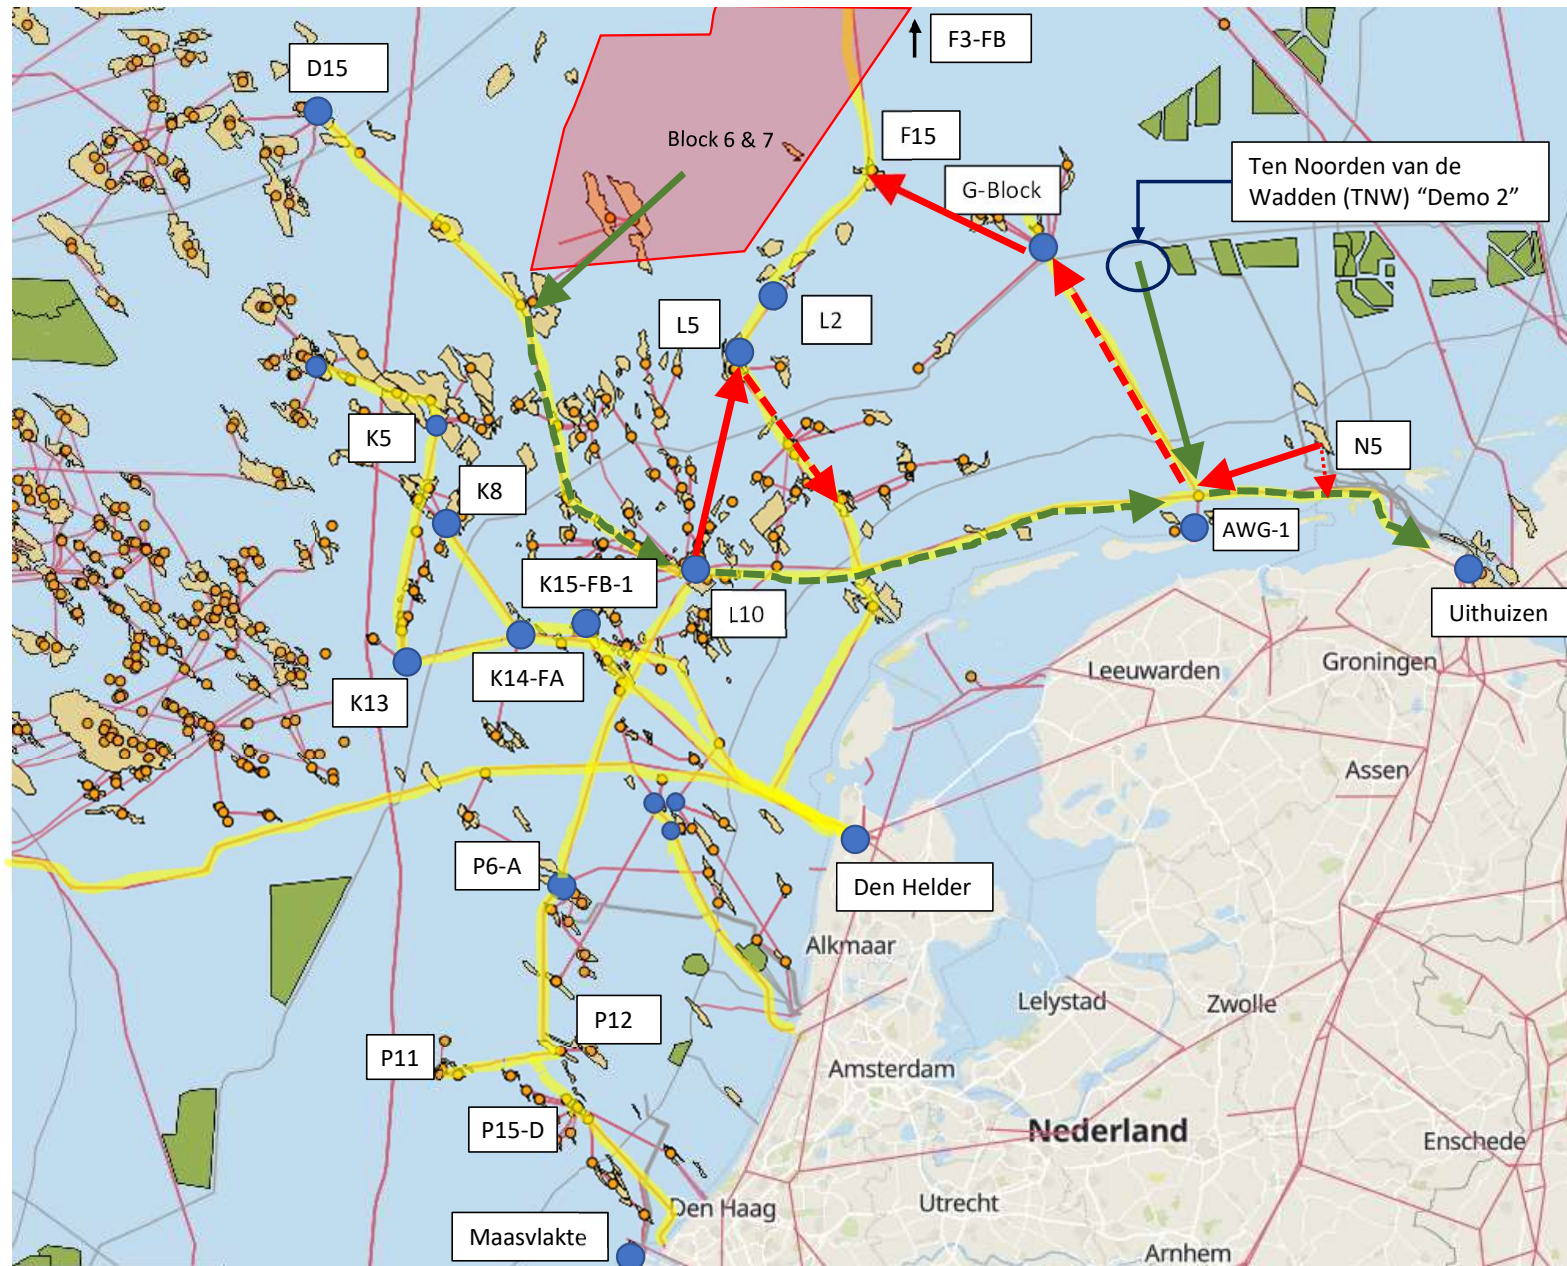 F3-FB
D15
F15
Block 6 & 7
Ten Noorden van de
Wadden (TNW) “Demo 2”
G-Block
L5
L2
K5
N5
K8
AWG-1
K15-FB-1
L10
Uithuizen
K14-FA
Leeuwarden
Groningen
K13
Assen
P6-A
Den Helder
Alkmaar
Lelystad
Zwolle
P12
P11
Amsterdam
P15-D
Nederland
Enschede
Den Haag
Utrecht
Maasvlakte
Arnhem